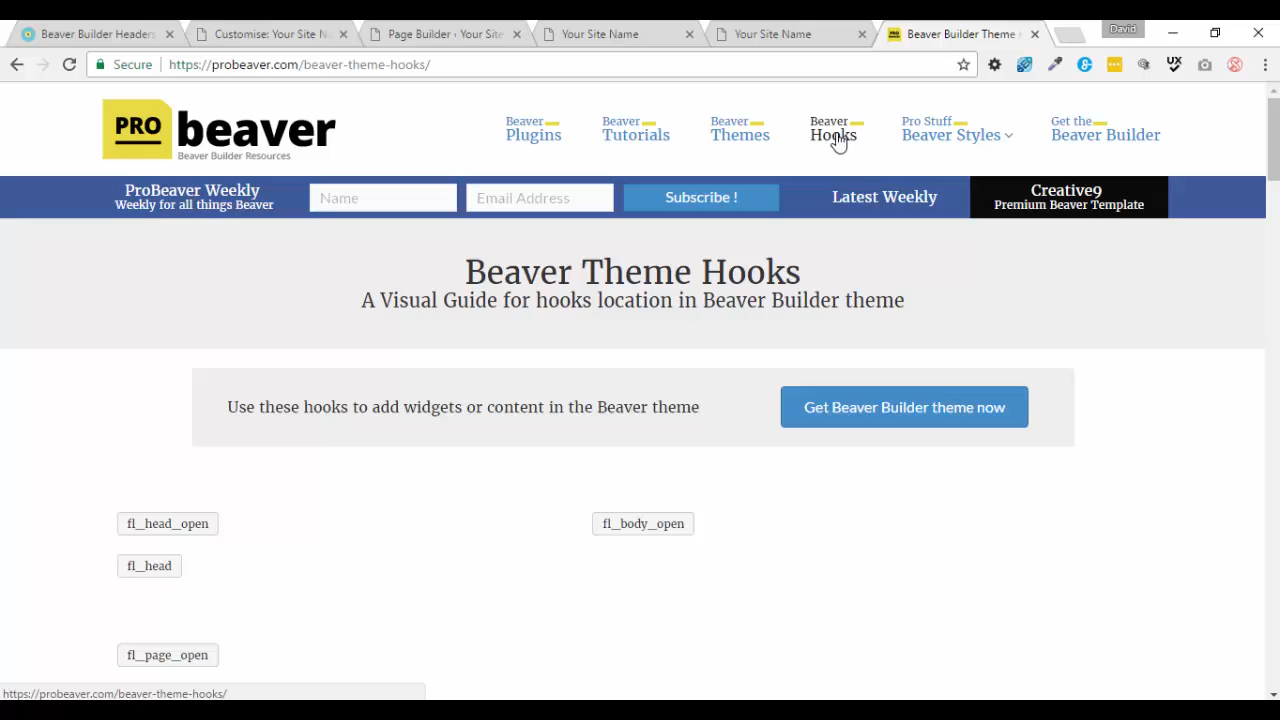 Beaver Builder Headers
Customise: Your Site N
Page Builder ‹ Your Site
Your Site Name
Your Site Name
Beaver Builder Theme
David
Secure
https://probeaver.com/beaver-theme-hooks/
UX
PRO
beaver
Beaver Builder Resources
Beaver
Plugins
Beaver
Tutorials
Beaver
Themes
Beaver
Hooks
Pro Stuff
Beaver Styles
Get the
Beaver Builder
ProBeaver Weekly
Weekly for all things Beaver
Name
Email Address
Subscribe !
Latest Weekly
Creative9
Premium Beaver Template
Beaver Theme Hooks
A Visual Guide for hooks location in Beaver Builder theme
Use these hooks to add widgets or content in the Beaver theme
Get Beaver Builder theme now
fl_head_open
fl_body_open
fl_head
fl_page_open
https://probeaver.com/beaver-theme-hooks/